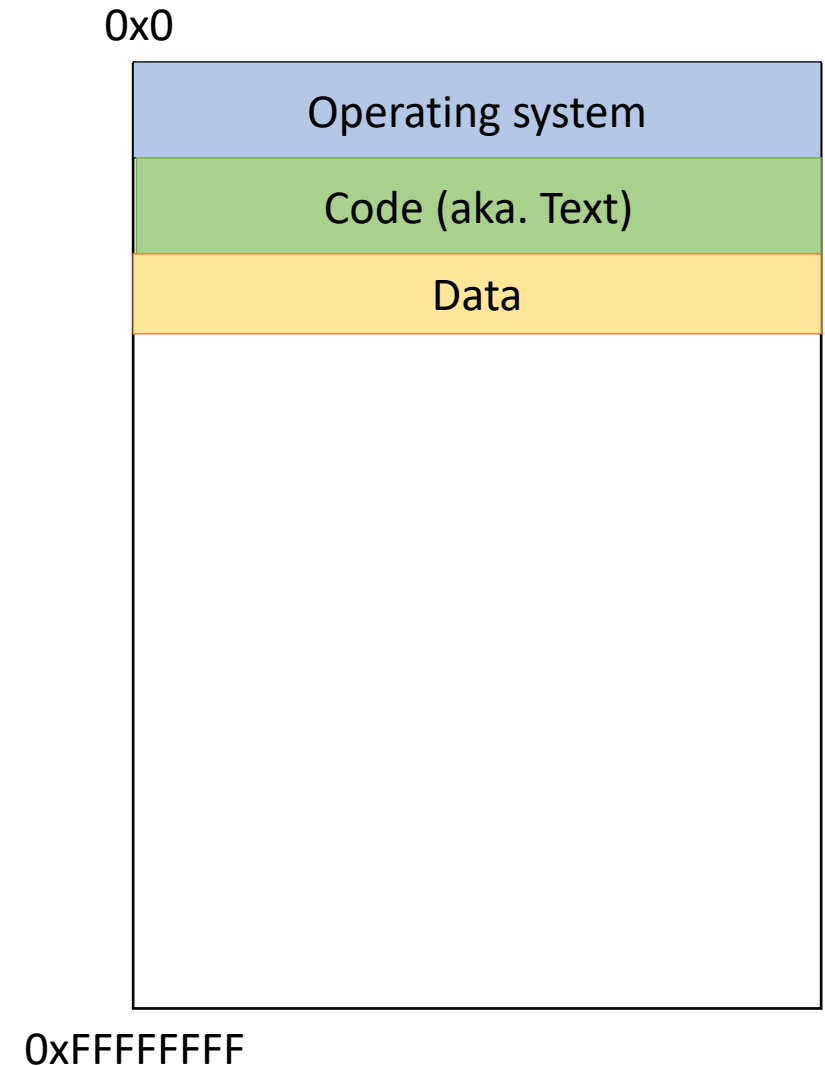 0x0
Operating system
Code (aka. Text)
Data
0xFFFFFFFF